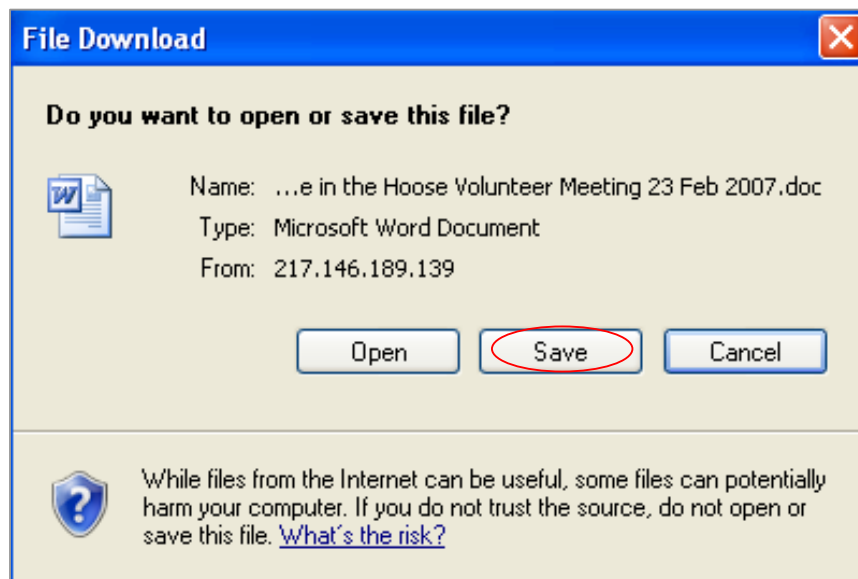 File Download
Do you want to open or save this file?
Name: ...e in the Hoose Volunteer Meeting 23 Feb 2007.doc
Type: Microsoft Word Document
From: 217.146.189.139
Open Save Cancel
While files from the Internet can be useful, some files can potentially
harm your computer. If you do not trust the source, do not open or
save this file. What's the risk?